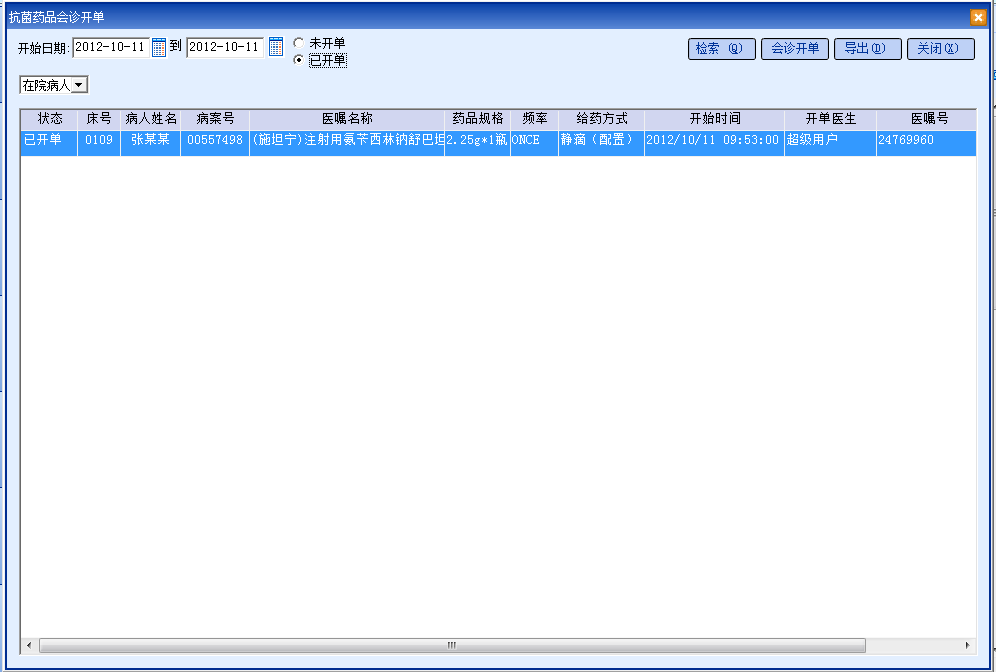 抗菌药品会诊开单
开始日期: 2012-10-11 到 2012-10-11 未开单 检索 (Q) 会诊开单 导出(D) 关闭(X)
已开单
在院病人
状态 床号 病人姓名 病案号 医嘱名称 药品规格 频率 给药方式 开始时间 开单医生 医嘱号
已开单 0109 张某某 00557498 (施坦宁)注射用氨苄西林钠舒巴坦 2.25g*1瓶 ONCE 静滴（配置） 2012/10/11 09:53:00 超级用户 24769960